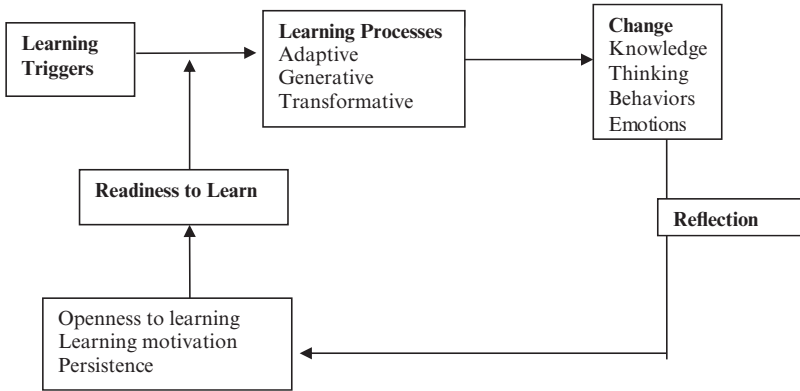 Learning
Triggers
Learning Processes
Adaptive
Generative
Transformative
Change
Knowledge
Thinking
Behaviors
Emotions
Readiness to Learn
Reflection
Openness to learning
Learning motivation
Persistence